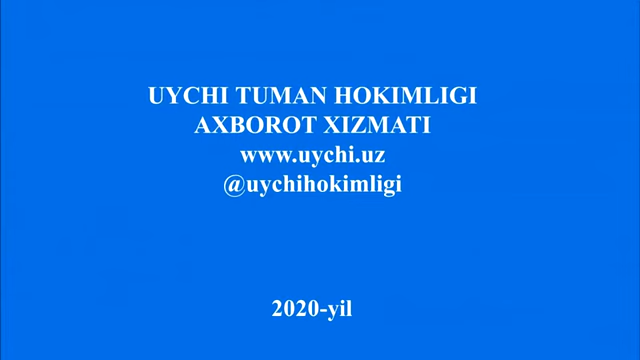 UYCHI TUMAN HOKIMLIGI
AXBOROT XIZMATI
www.uychi.uz
@uychihokimligi
2020-yil